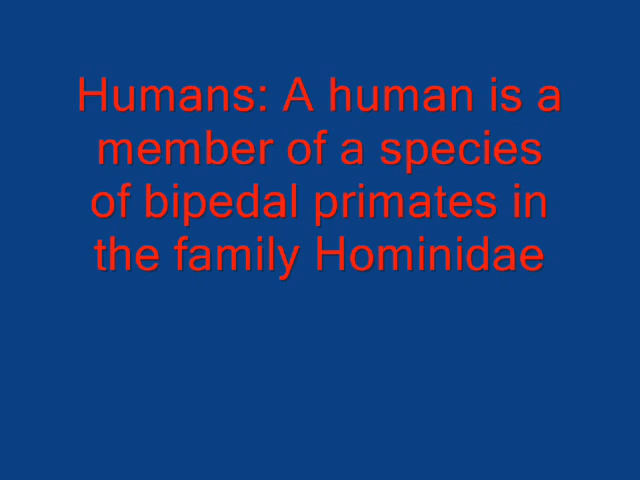 Humans: A human is a
member of a species
of bipedal primates in
the family Hominidae